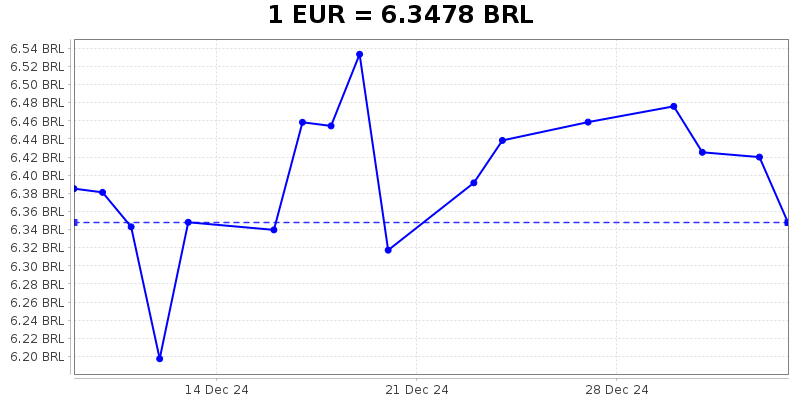 1 EUR = 6.3478 BRL
6.54 BRL
6.52 BRL
6.50 BRL
6.48 BRL
6.46 BRL
6.44 BRL
6.42 BRL
6.40 BRL
6.38 BRL
6.36 BRL
6.34 BRL
6.32 BRL
6.30 BRL
6.28 BRL
6.26 BRL
6.24 BRL
6.22 BRL
6.20 BRL
14 Dec 24
21 Dec 24
28 Dec 24